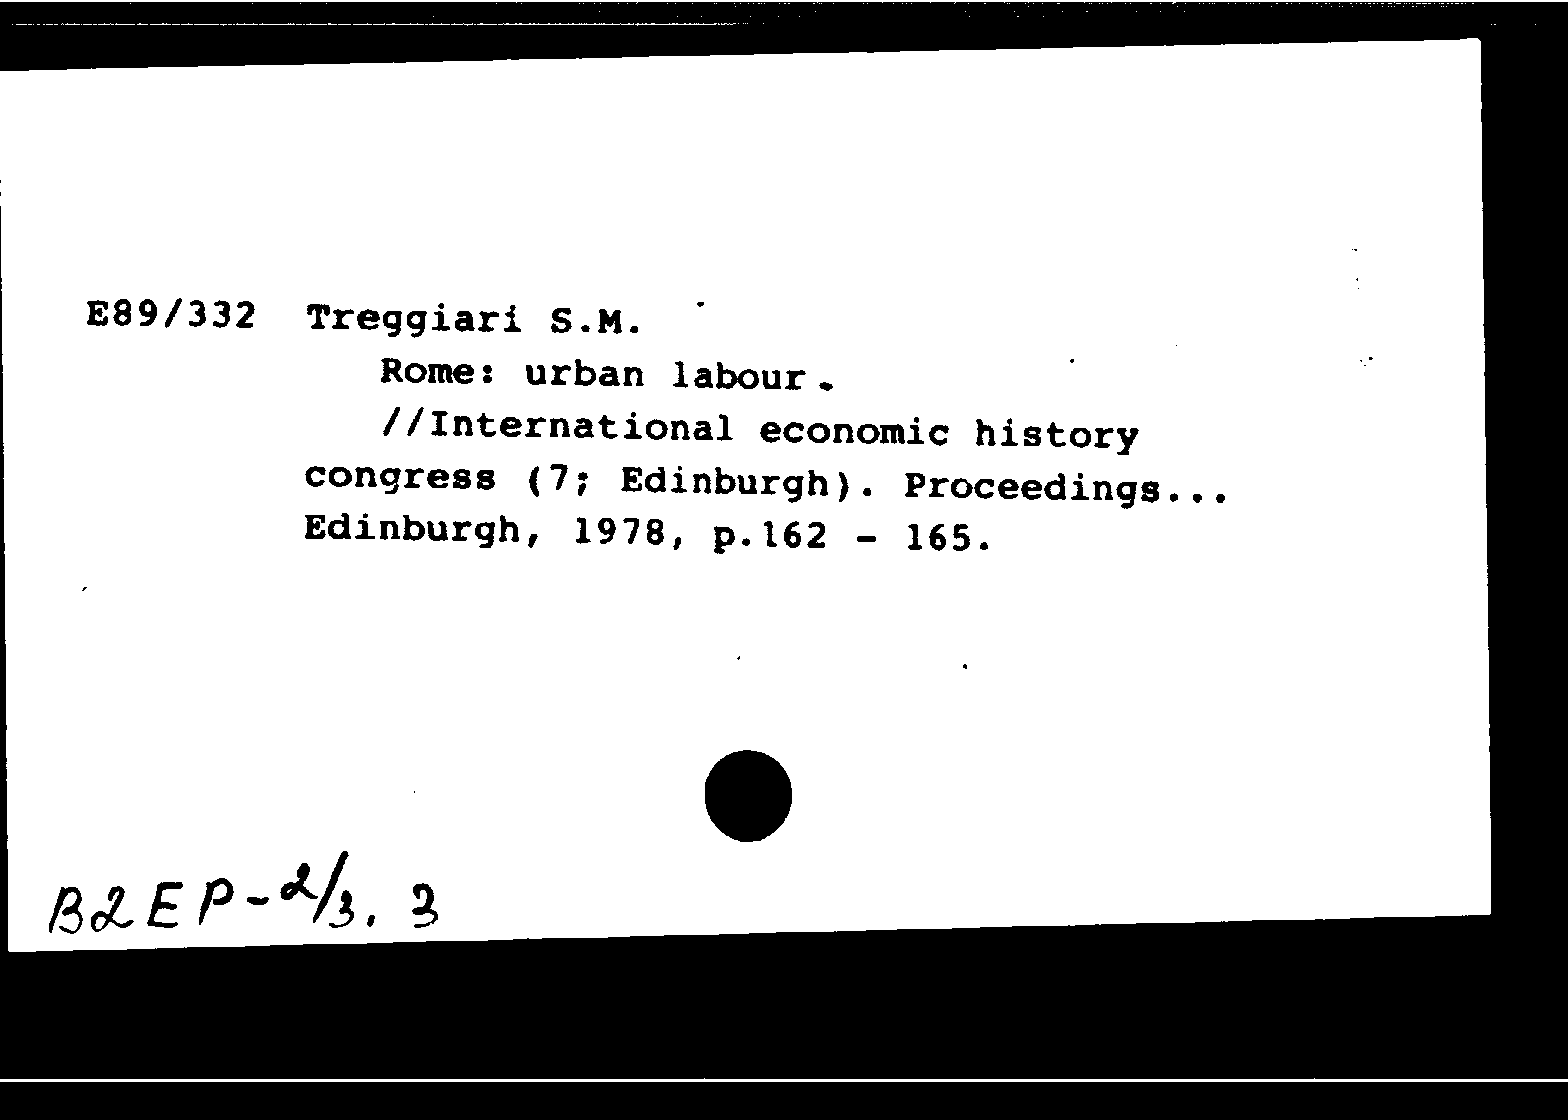 E89/332 Treggiari S.M.
Rome: urban labour.
//International economic history
congress (7; Edinburgh). Proceedings...
Edinburgh, 1978, p.162 - 165.
B2EP-2/3. 3